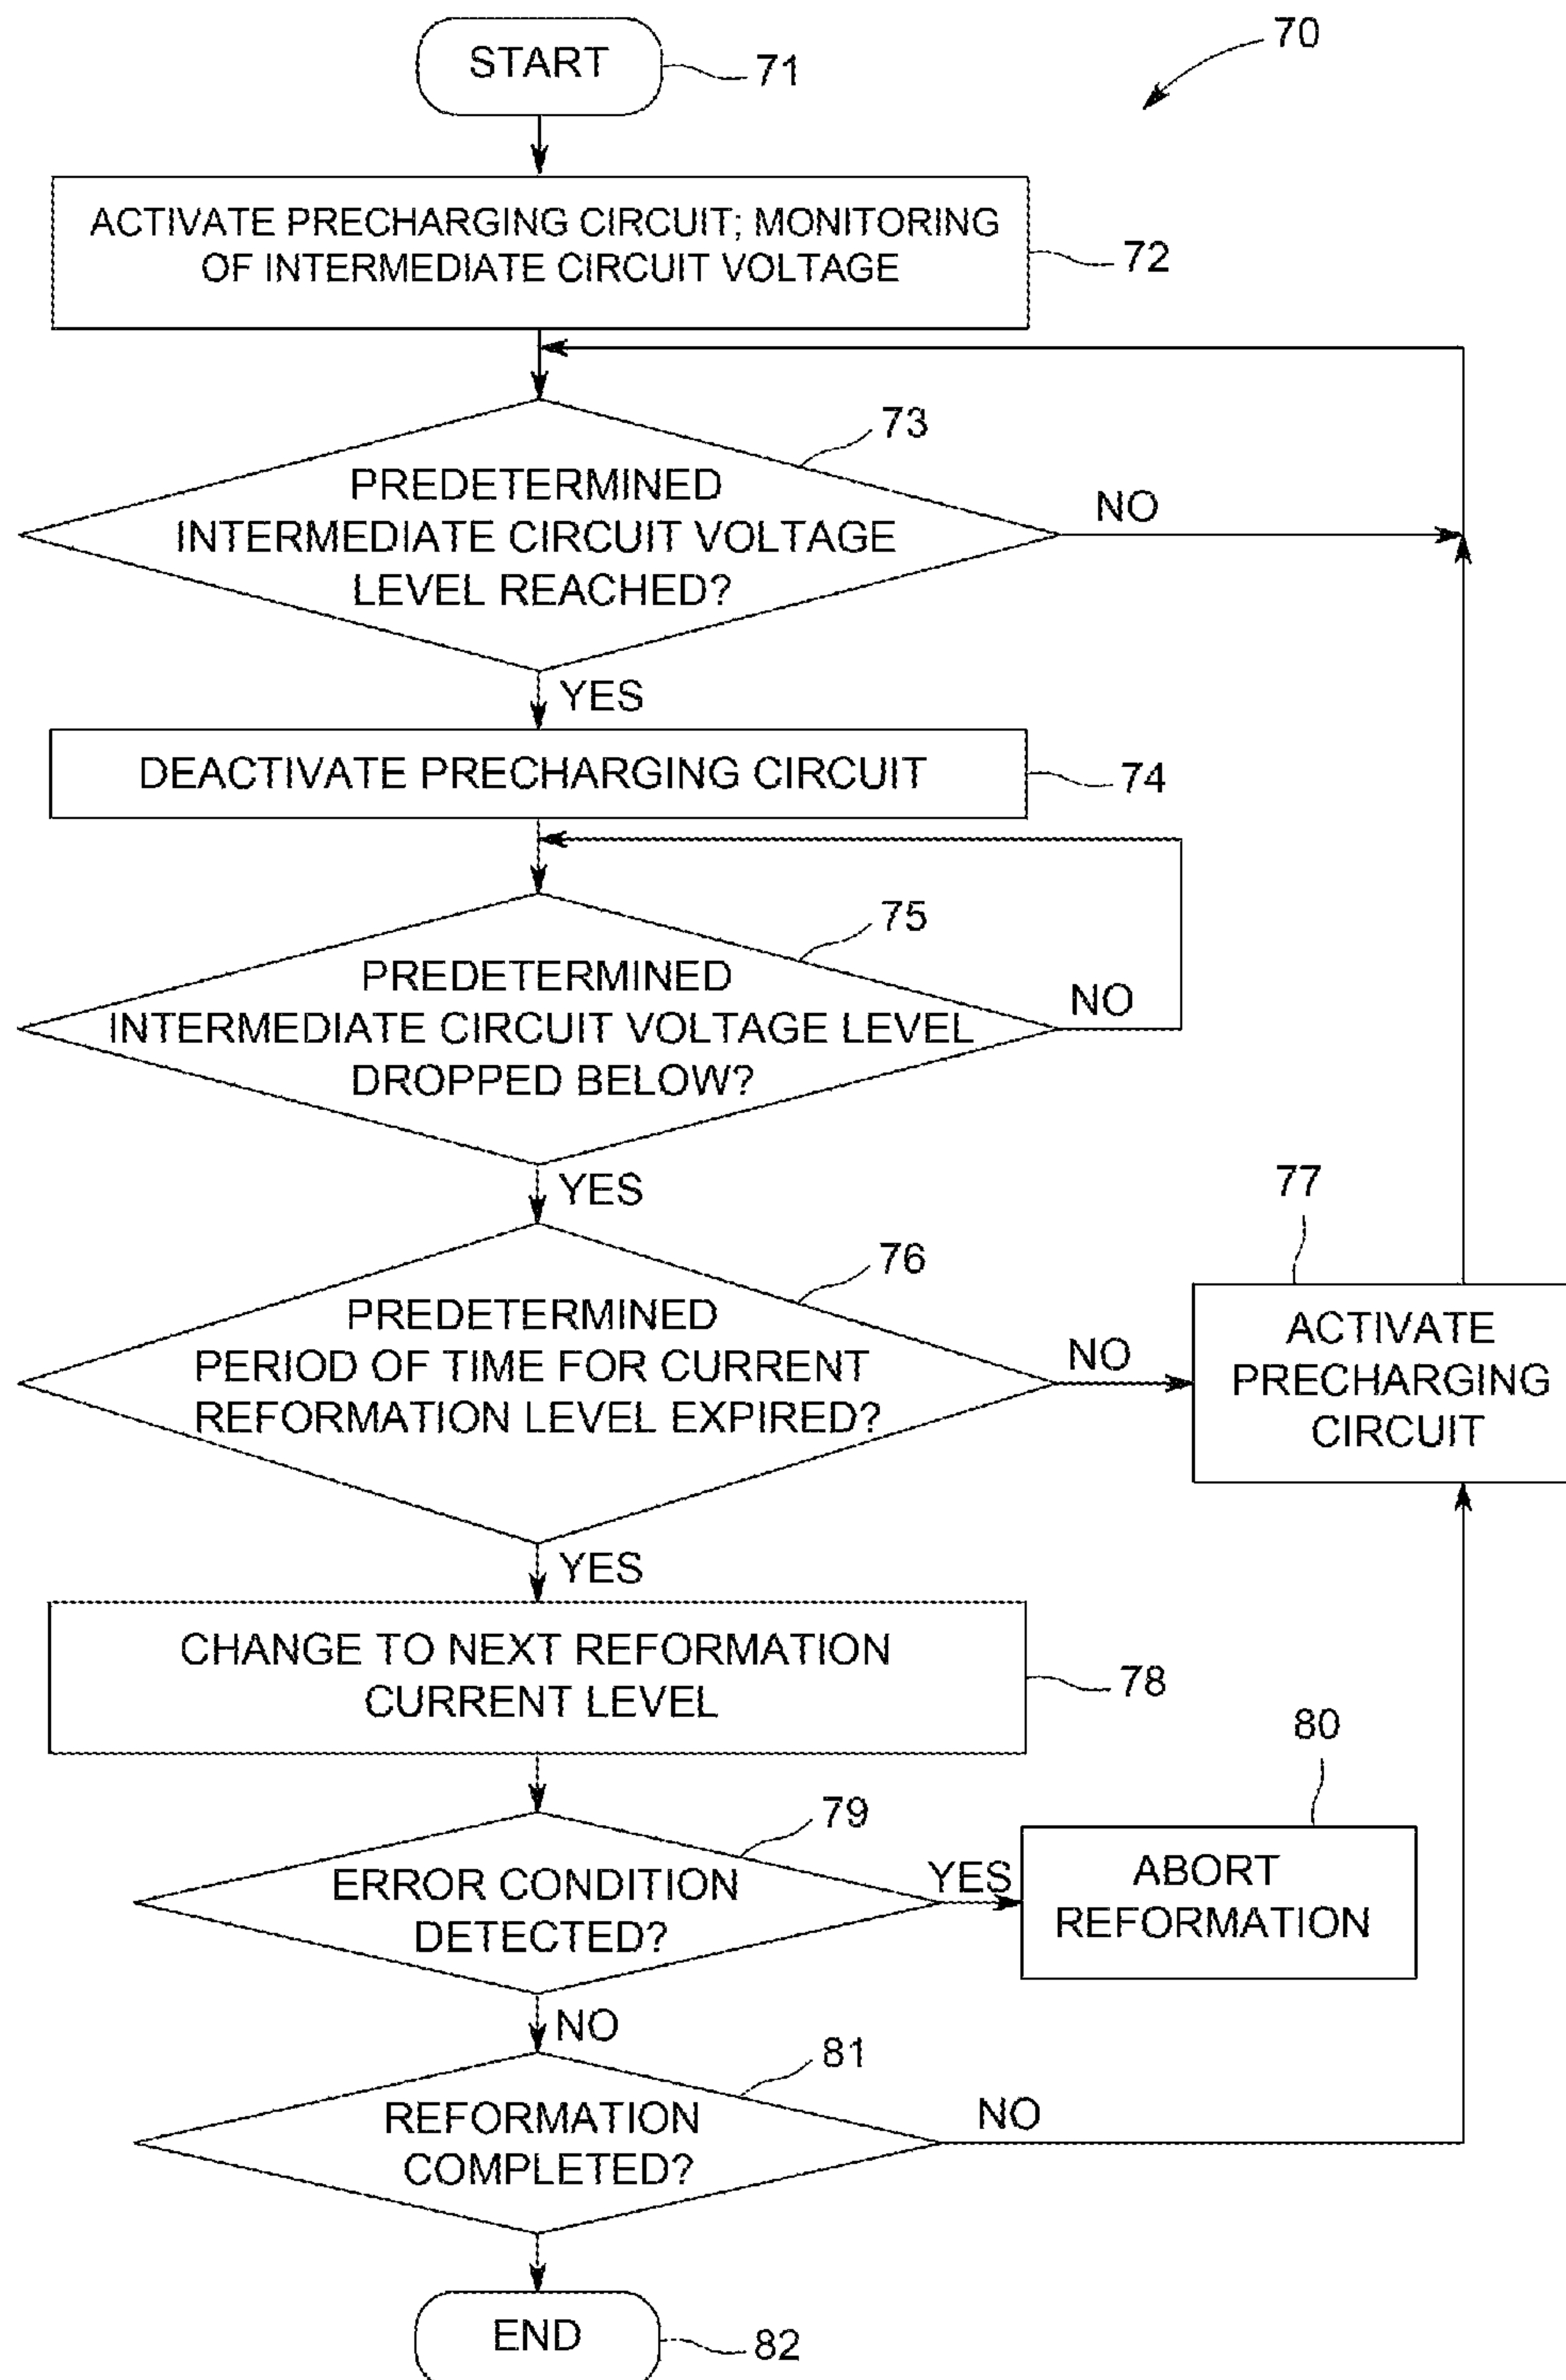 70
START
71
ACTIVATE PRECHARGING CIRCUIT; MONITORING
OF INTERMEDIATE CIRCUIT VOLTAGE
72
73
PREDETERMINED
INTERMEDIATE CIRCUIT VOLTAGE
LEVEL REACHED?
NO
YES
DEACTIVATE PRECHARGING CIRCUIT
74
75
PREDETERMINED
INTERMEDIATE CIRCUIT VOLTAGE LEVEL
DROPPED BELOW?
NO
YES
76
PREDETERMINED
PERIOD OF TIME FOR CURRENT
REFORMATION LEVEL EXPIRED?
NO
77
ACTIVATE
PRECHARGING
CIRCUIT
YES
CHANGE TO NEXT REFORMATION
CURRENT LEVEL
78
79
ERROR CONDITION
DETECTED?
YES
80
ABORT
REFORMATION
NO
81
REFORMATION
COMPLETED?
NO
END
82